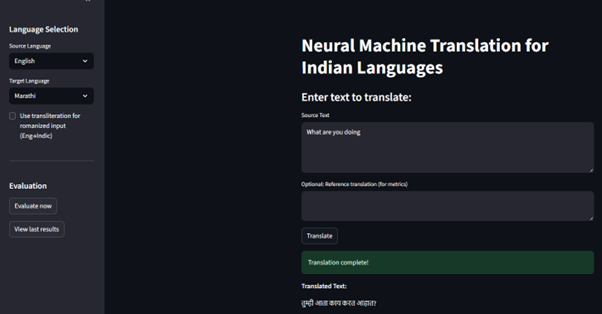 Language Selection
Source Language
English
Target Language
Marathi
Use transliteration for
romanized input
(Eng→Indic)
Evaluation
Evaluate now
View last results
Neural Machine Translation for
Indian Languages
Enter text to translate:
Source Text
What are you doing
Optional: Reference translation (for metrics)
Translate
Translation complete!
Translated Text:
तुम्ही आता काय करत आहात?